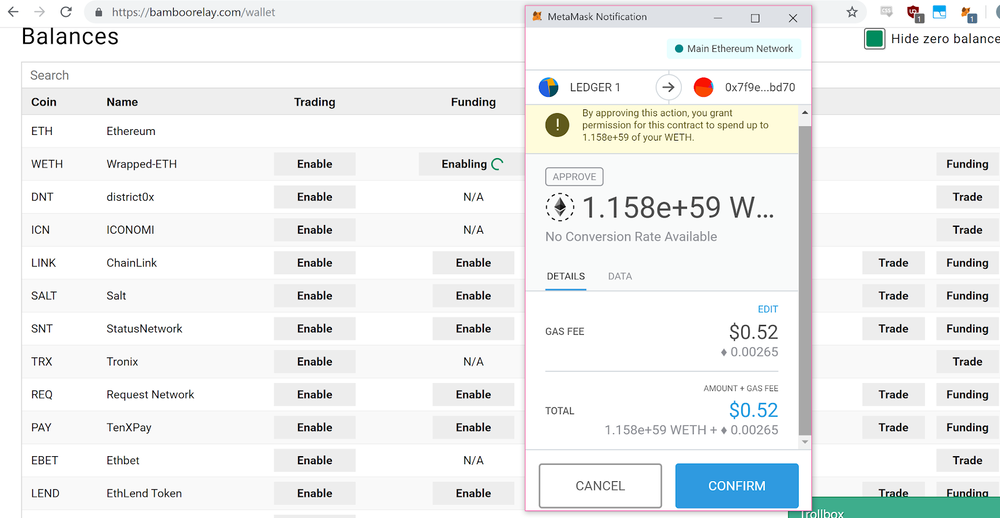 https://bamboorelay.com/wallet
1
1
Balances
Hide zero balance
Search
Coin Name Trading Funding
ETH Ethereum
WETH Wrapped-ETH Enable Enabling Funding
DNT district0x Enable N/A Trade
ICN ICONOMI Enable N/A Trade
LINK ChainLink Enable Enable Trade Funding
SALT Salt Enable Enable Trade Funding
SNT StatusNetwork Enable Enable Trade Funding
TRX Tronix Enable N/A Trade
REQ Request Network Enable Enable Trade Funding
PAY TenXPay Enable Enable Trade Funding
EBET Ethbet Enable N/A Trade
LEND EthLend Token Enable Enable Trade Funding
Trollbox
MetaMask Notification
Main Ethereum Network
LEDGER 1 0x7f9e...bd70
By approving this action, you grant
permission for this contract to spend up to
1.158e+59 of your WETH.
APPROVE
1.158e+59 W...
No Conversion Rate Available
DETAILS DATA
EDIT
GAS FEE $0.52
0.00265
AMOUNT + GAS FEE
TOTAL $0.52
1.158e+59 WETH + 0.00265
CANCEL CONFIRM